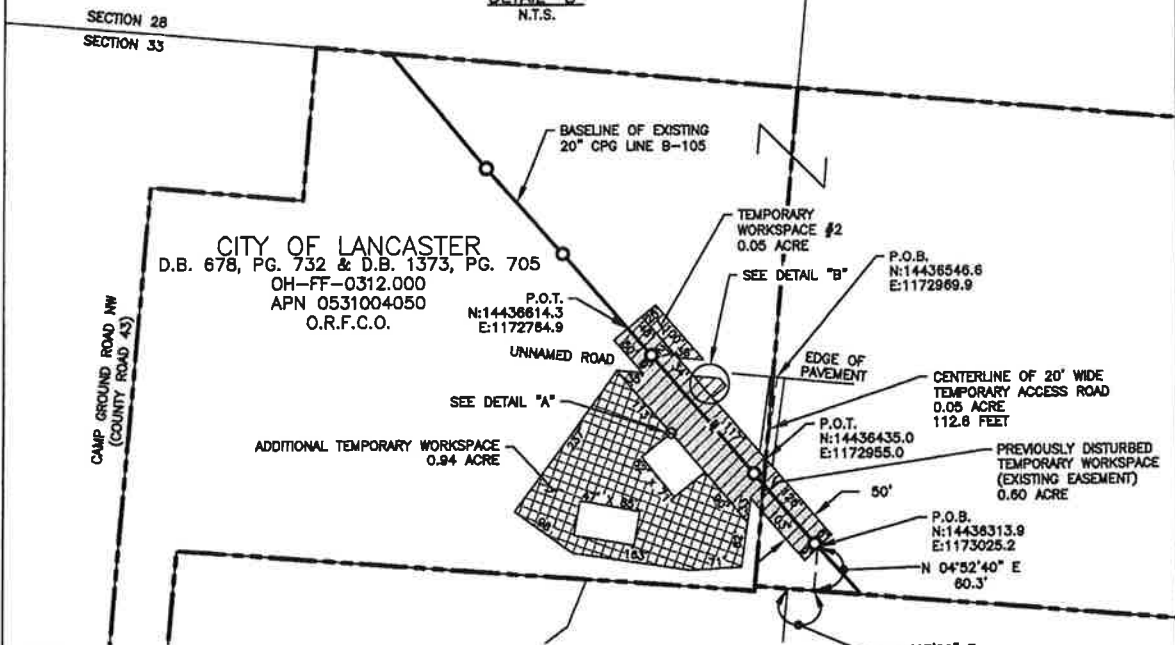 N.T.S.
SECTION 28
SECTION 33
BASELINE OF EXISTING
20" CPG LINE B-105
TEMPORARY
WORKSPACE #2
0.05 ACRE
SEE DETAIL "B"
P.O.B.
N:14436546.6
E:1172969.9
CITY OF LANCASTER
D.B. 678, PG. 732 & D.B. 1373, PG. 705
OH-FF-0312.000
APN 0531004050
O.R.F.C.O.
P.O.T.
N:14436614.3
E:1172764.9
UNNAMED ROAD
EDGE OF
PAVEMENT
CAMP GROUND ROAD NW
(COUNTY ROAD 43)
SEE DETAIL "A"
CENTERLINE OF 20' WIDE
TEMPORARY ACCESS ROAD
0.05 ACRE
112.6 FEET
ADDITIONAL TEMPORARY WORKSPACE
0.94 ACRE
P.O.T.
N:14436435.0
E:1172955.0
PREVIOUSLY DISTURBED
TEMPORARY WORKSPACE
(EXISTING EASEMENT)
0.60 ACRE
50'
P.O.B.
N:14436313.9
E:1173025.2
N 04°52'40" E
60.3'